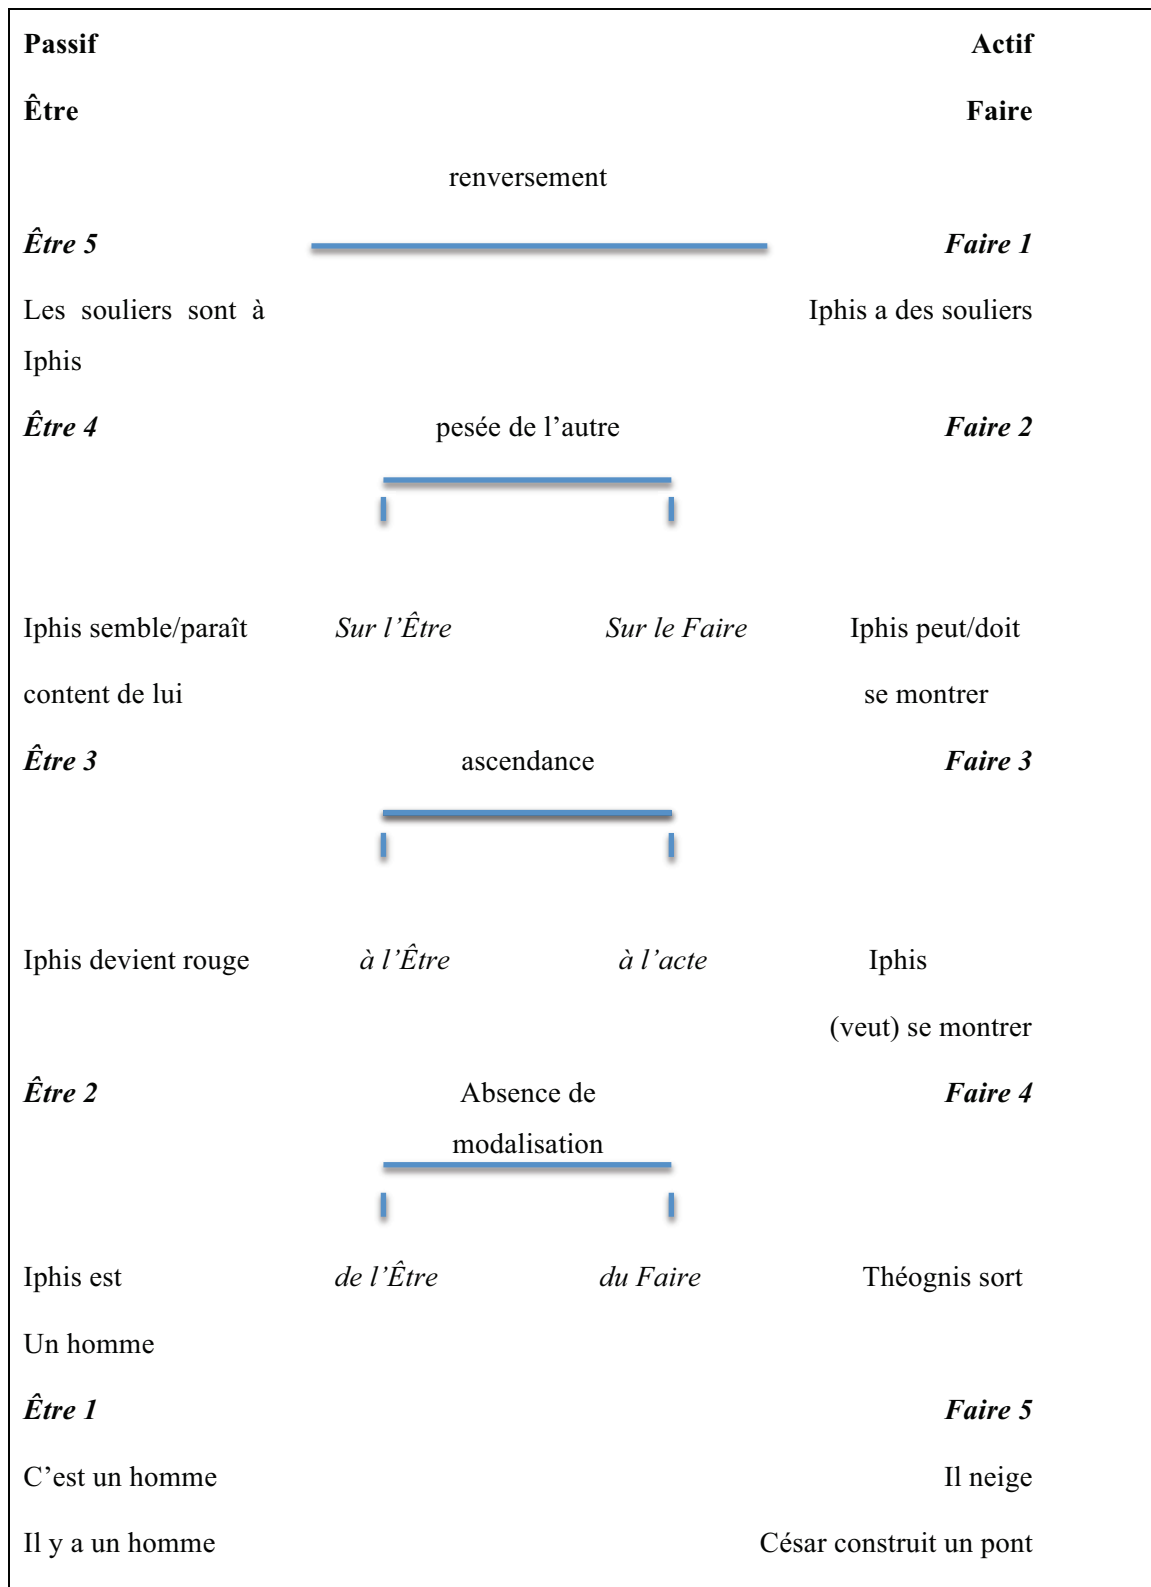 Passif Actif
Être Faire
renversement
Être 5 Faire 1
Les souliers sont à Iphis a des souliers
Iphis
Être 4 pesée de l’autre Faire 2
Iphis semble/paraît Sur l’Être Sur le Faire Iphis peut/doit
content de lui se montrer
Être 3 ascendance Faire 3
Iphis devient rouge à l’Être à l’acte Iphis
(veut) se montrer
Être 2 Absence de Faire 4
modalisation
Iphis est de l’Être du Faire Théognis sort
Un homme
Être 1 Faire 5
C’est un homme Il neige
Il y a un homme César construit un pont